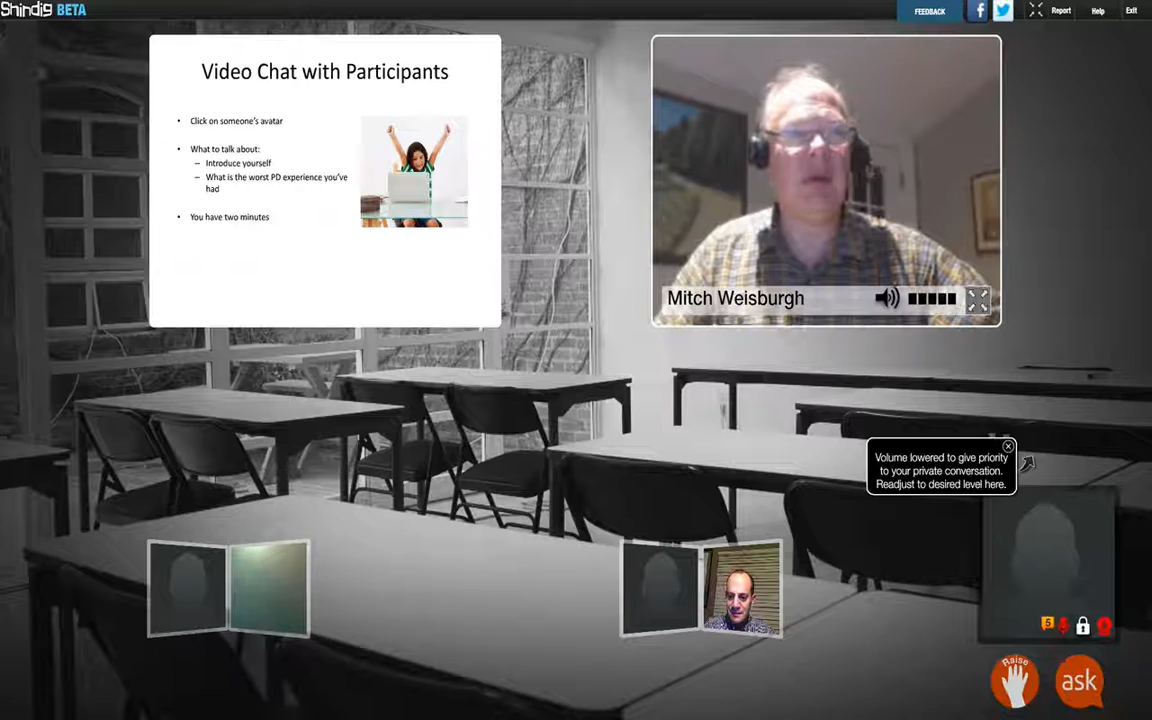 Shindig BETA
FEEDBACK
f
Report
Help
Exit
Video Chat with Participants
• Click on someone's avatar
• What to talk about:
– Introduce yourself
– What is the worst PD experience you've
had
• You have two minutes
Mitch Weisburgh
Volume lowered to give priority
to your private conversation.
Readjust to desired level here.
5
Raise
ask